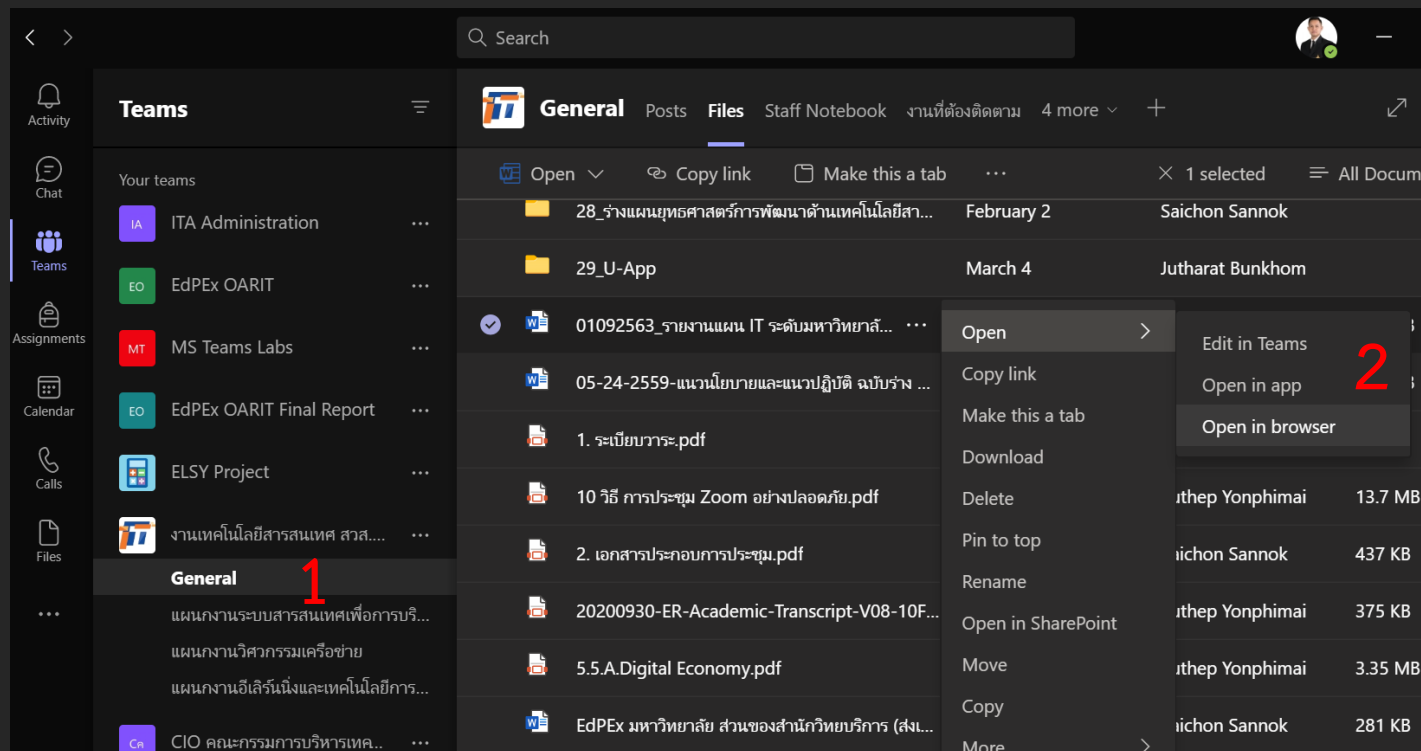 Search
Activity
Chat
Teams
Assignments
Calendar
Calls
Files
Teams
Your teams
IA ITA Administration
EO EdPEx OARIT
MT MS Teams Labs
EO EdPEx OARIT Final Report
ELSY Project
งานเทคโนโลยีสารสนเทศ สวส....
General
1
แผนกงานระบบสารสนเทศเพื่อการบริ...
แผนกงานวิศวกรรมเครือข่าย
แผนกงานอีเลิร์นนิ่งและเทคโนโลยีการ...
Cค CIO คณะกรรมการบริหารเทค...
General Posts Files Staff Notebook งานที่ต้องติดตาม 4 more
Open Copy link Make this a tab 1 selected All Docum
28_ร่างแผนยุทธศาสตร์การพัฒนาด้านเทคโนโลยีสา... February 2 Saichon Sannok
29_U-App March 4 Jutharat Bunkhom
01092563_รายงานแผน IT ระดับมหาวิทยาลั...
05-24-2559-แนวนโยบายและแนวปฏิบัติ ฉบับร่าง ...
1. ระเบียบวาระ.pdf
10 วิธี การประชุม Zoom อย่างปลอดภัย.pdf uthep Yonphimai 13.7 MB
2. เอกสารประกอบการประชุม.pdf aichon Sannok 437 KB
20200930-ER-Academic-Transcript-V08-10F... uthep Yonphimai 375 KB
5.5.A.Digital Economy.pdf uthep Yonphimai 3.35 MB
EdPEx มหาวิทยาลัย ส่วนของสำนักวิทยบริการ (ส่งเ... aichon Sannok 281 KB
Open
Copy link
Make this a tab
Download
Delete
Pin to top
Rename
Open in SharePoint
Move
Copy
More
Edit in Teams
Open in app
Open in browser
2